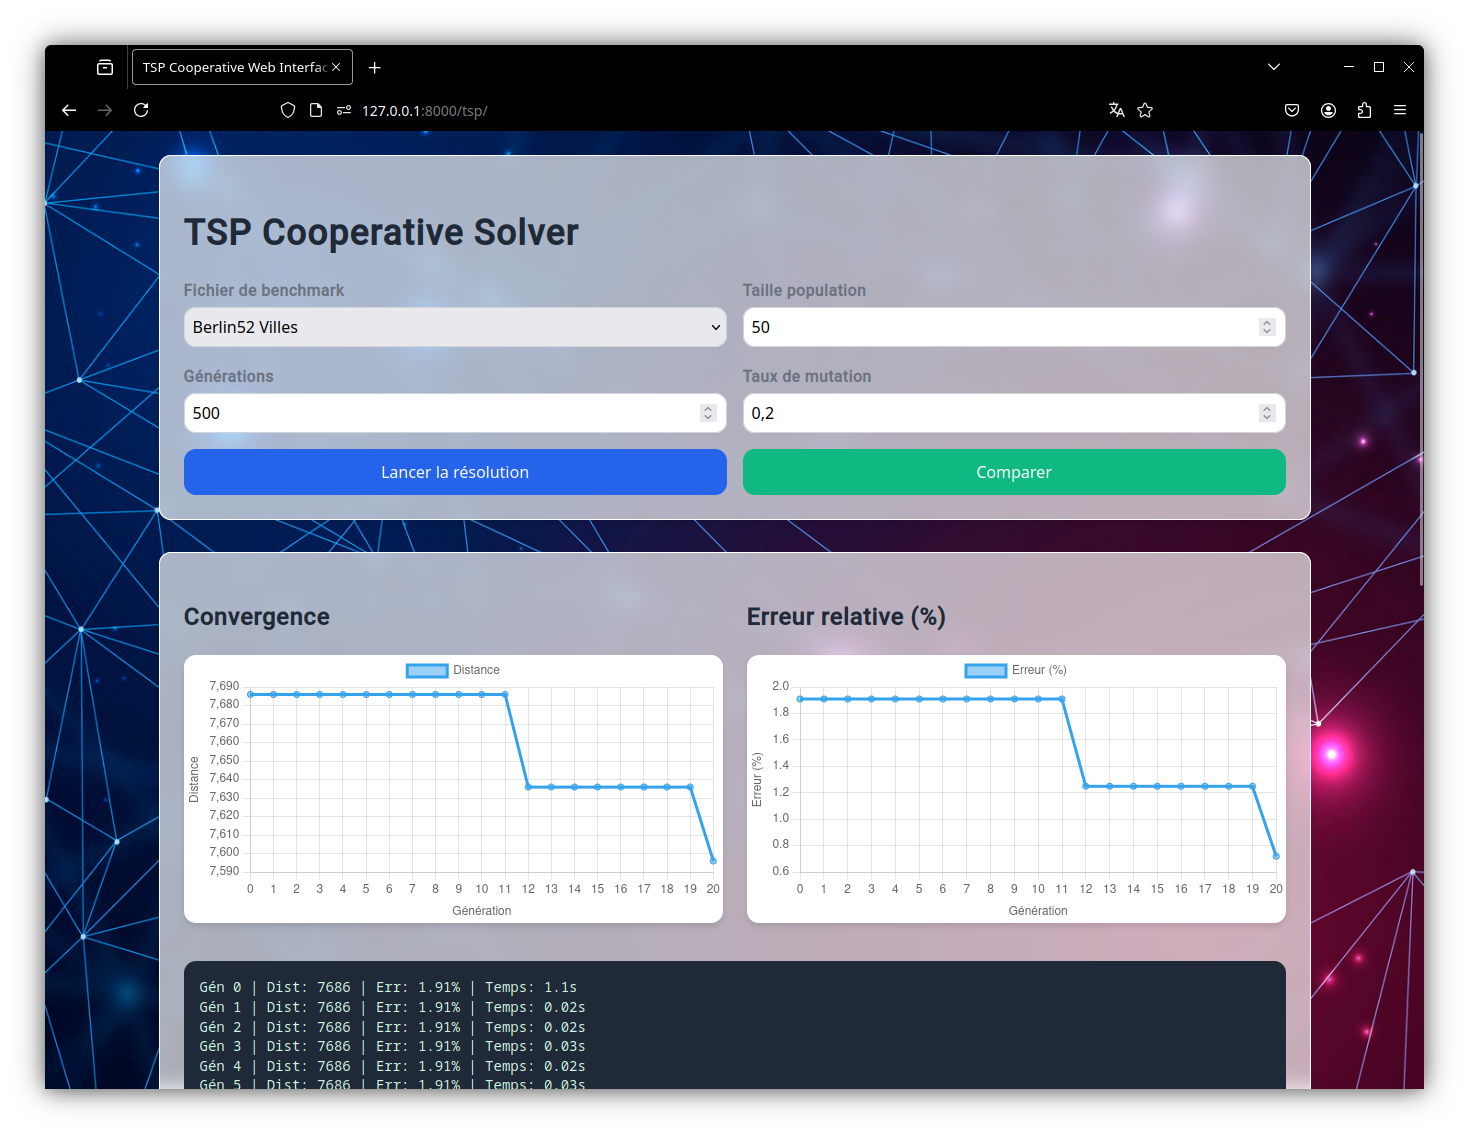 TSP Cooperative Web Interfac
127.0.0.1:8000/tsp/
TSP Cooperative Solver
Fichier de benchmark
Taille population
Berlin52 Villes
50
Générations
Taux de mutation
500
0,2
Lancer la résolution
Comparer
Convergence
Erreur relative (%)
Distance
7,690
7,680
7,670
7,660
7,650
7,640
7,630
7,620
7,610
7,600
7,590
Distance
0 1 2 3 4 5 6 7 8 9 10 11 12 13 14 15 16 17 18 19 20
Génération
Erreur (%)
2.0
1.8
1.6
1.4
1.2
1.0
0.8
0.6
Erreur (%)
0 1 2 3 4 5 6 7 8 9 10 11 12 13 14 15 16 17 18 19 20
Génération
Gén 0 | Dist: 7686 | Err: 1.91% | Temps: 1.1s
Gén 1 | Dist: 7686 | Err: 1.91% | Temps: 0.02s
Gén 2 | Dist: 7686 | Err: 1.91% | Temps: 0.02s
Gén 3 | Dist: 7686 | Err: 1.91% | Temps: 0.03s
Gén 4 | Dist: 7686 | Err: 1.91% | Temps: 0.02s
Gén 5 | Dist: 7686 | Err: 1.91% | Temps: 0.03s